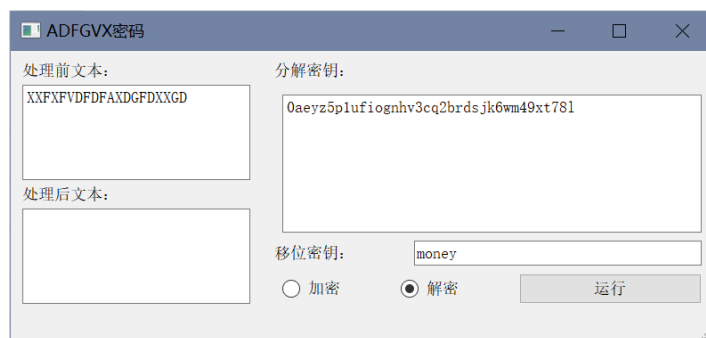 ADFGVX密码
处理前文本：
XXFXFVDFDFAXDGFDXXGD
处理后文本：
分解密钥：
0aeyz5plufiognhv3cq2brdsjk6wm49xt78l
移位密钥：
money
加密
解密
运行